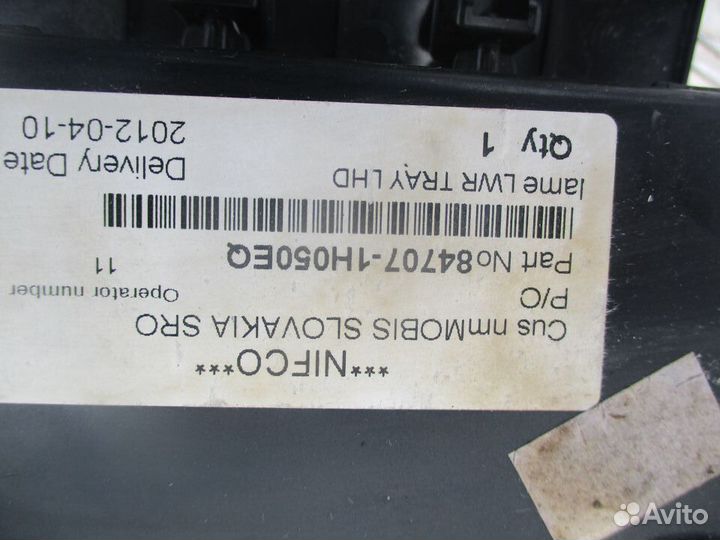 ***NIFCO***
Cus nmMOBIS SLOVAKIA SRO
P/O
Operator number
11
Part No84707-1H050EQ
lame LWR TRAY LHD
Delivery Date
Qty 1
2012-04-10
Avito